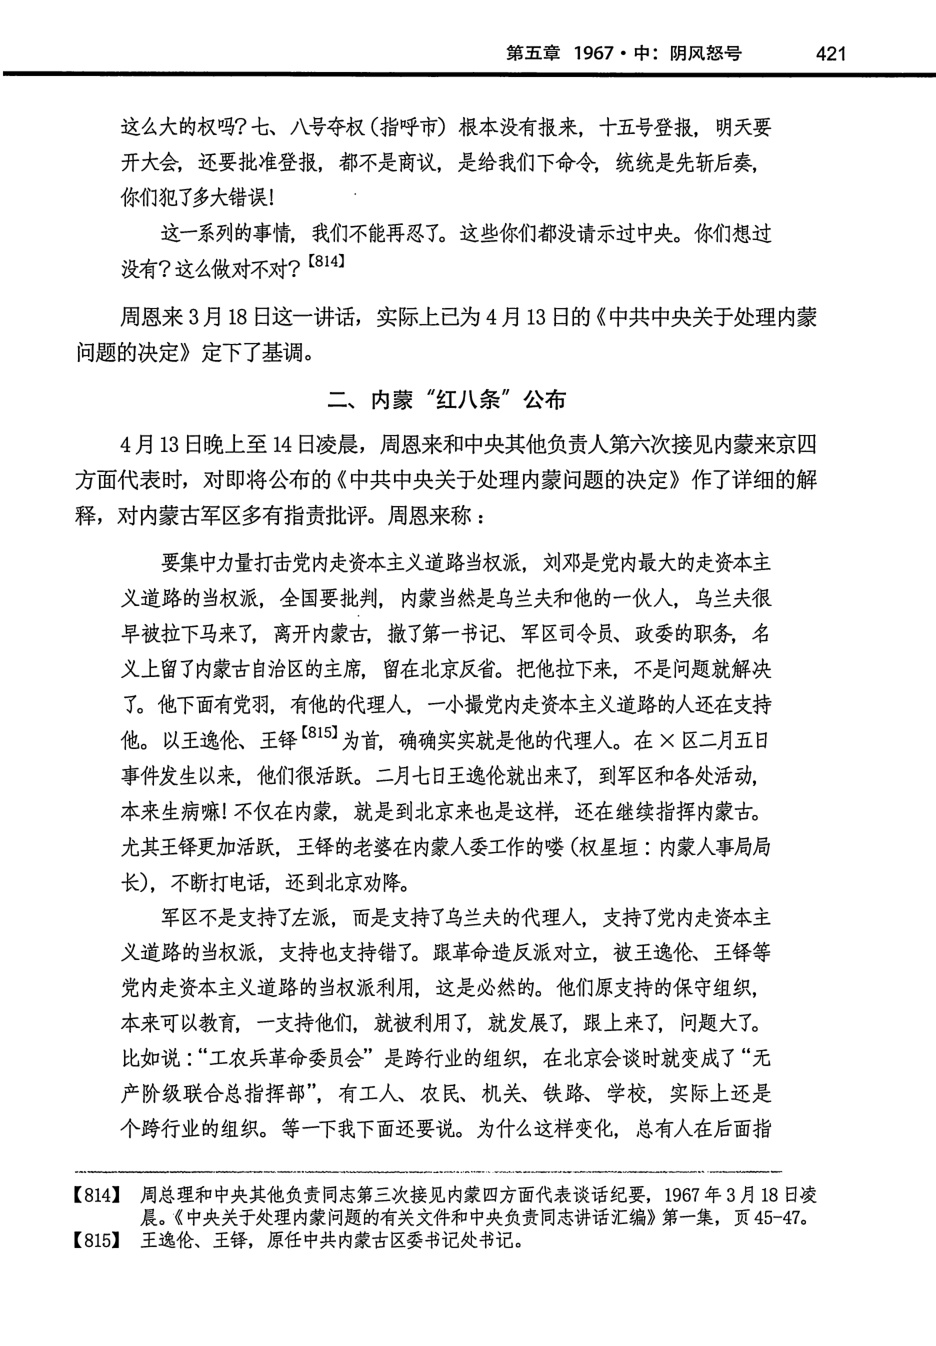 第五章 1967·中：阴风怒号 421
这么大的权吗？七、八号夺权（指呼市）根本没有报来，十五号登报，明天要
开大会，还要批准登报，都不是商议，是给我们下命令，统统是先斩后奏，
你们犯了多大错误！
这一系列的事情，我们不能再忍了。这些你们都没请示过中央。你们想过
没有？这么做对不对？【814】
周恩来 3 月 18 日这一讲话，实际上已为 4 月 13 日的《中共中央关于处理内蒙
问题的决定》定下了基调。
二、内蒙“红八条”公布
4 月 13 日晚上至 14 日凌晨，周恩来和中央其他负责人第六次接见内蒙来京四
方面代表时，对即将公布的《中共中央关于处理内蒙问题的决定》作了详细的解
释，对内蒙古军区多有指责批评。周恩来称：
要集中力量打击党内走资本主义道路当权派，刘邓是党内最大的走资本主
义道路的当权派，全国要批判，内蒙当然是乌兰夫和他的一伙人，乌兰夫很
早被拉下马来了，离开内蒙古，撤了第一书记、军区司令员、政委的职务，名
义上留了内蒙古自治区的主席，留在北京反省。把他拉下来，不是问题就解决
了。他下面有党羽，有他的代理人，一小撮党内走资本主义道路的人还在支持
他。以王逸伦、王铎【815】为首，确确实实就是他的代理人。在 × 区二月五日
事件发生以来，他们很活跃。二月七日王逸伦就出来了，到军区和各处活动，
本来生病嘛！不仅在内蒙，就是到北京来也是这样，还在继续指挥内蒙古。
尤其王铎更加活跃，王铎的老婆在内蒙人委工作的喽（权星垣：内蒙人事局局
长），不断打电话，还到北京劝降。
军区不是支持了左派，而是支持了乌兰夫的代理人，支持了党内走资本主
义道路的当权派，支持也支持错了。跟革命造反派对立，被王逸伦、王铎等
党内走资本主义道路的当权派利用，这是必然的。他们原支持的保守组织，
本来可以教育，一支持他们，就被利用了，就发展了，跟上来了，问题大了。
比如说：“工农兵革命委员会”是跨行业的组织，在北京会谈时就变成了“无
产阶级联合总指挥部”，有工人、农民、机关、铁路、学校，实际上还是
个跨行业的组织。等一下我下面还要说。为什么这样变化，总有人在后面指
【814】 周总理和中央其他负责同志第三次接见内蒙四方面代表谈话纪要，1967 年 3 月 18 日凌
晨。《中央关于处理内蒙问题的有关文件和中央负责同志讲话汇编》第一集，页 45-47。
【815】 王逸伦、王铎，原任中共内蒙古区委书记处书记。